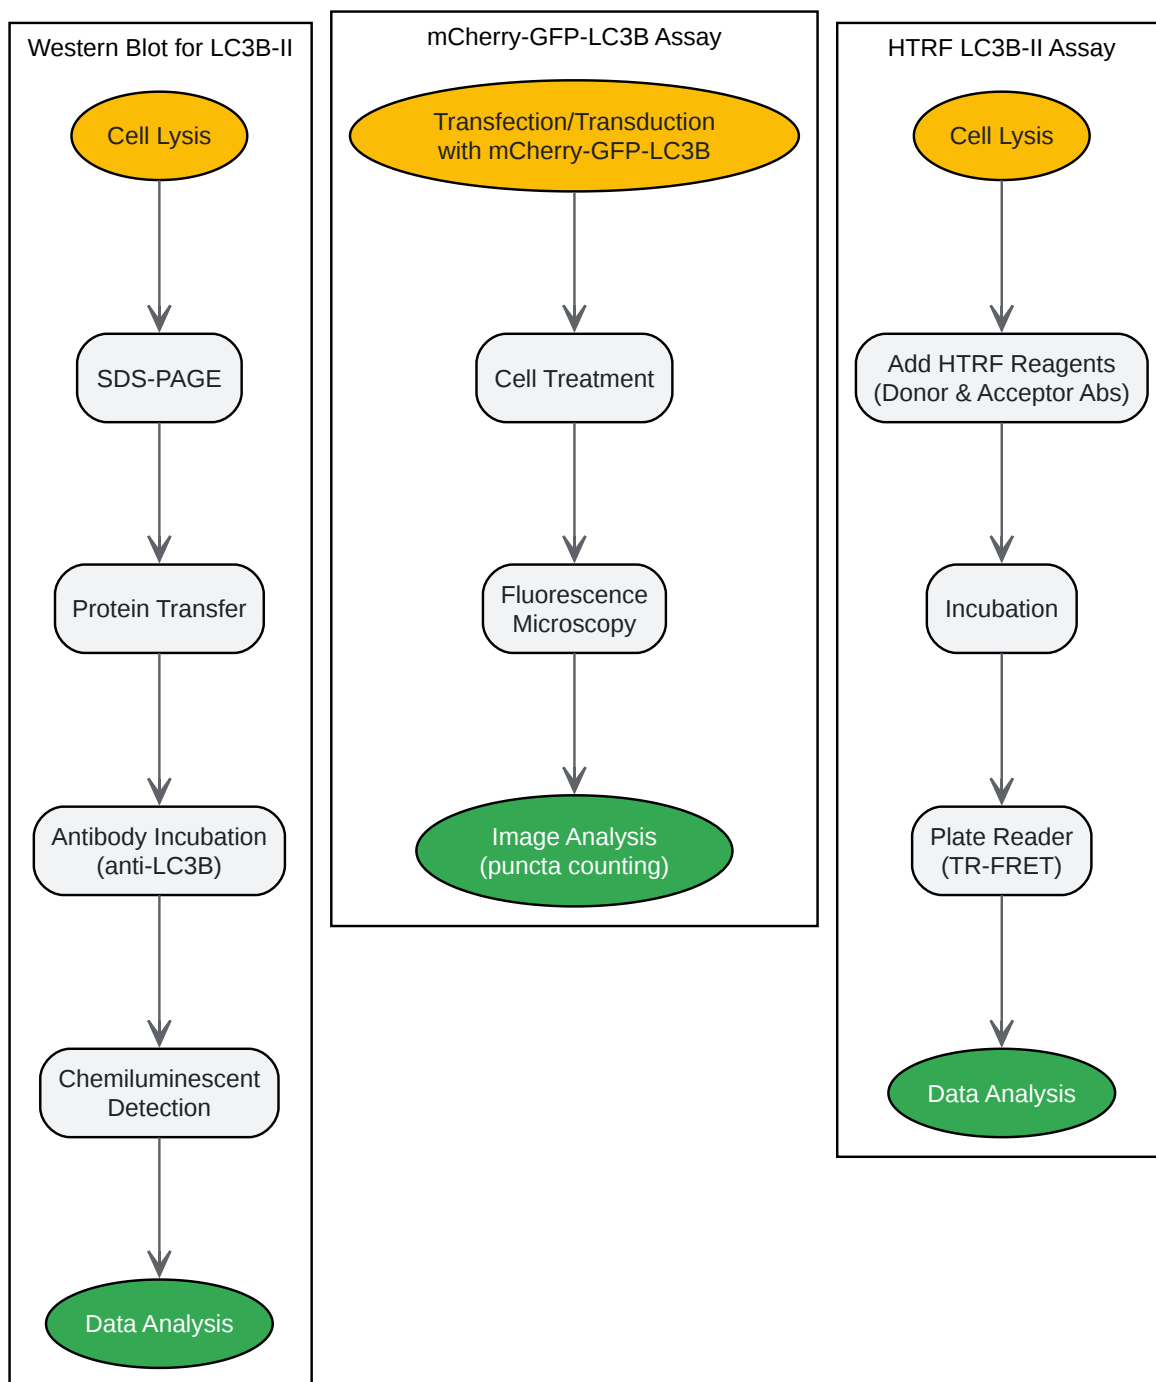 Western Blot for LC3B-II
Cell Lysis
SDS-PAGE
Protein Transfer
Antibody Incubation
(anti-LC3B)
Chemiluminescent
Detection
Data Analysis
mCherry-GFP-LC3B Assay
Transfection/Transduction
with mCherry-GFP-LC3B
Cell Treatment
Fluorescence
Microscopy
Image Analysis
(puncta counting)
HTRF LC3B-II Assay
Cell Lysis
Add HTRF Reagents
(Donor & Acceptor Abs)
Incubation
Plate Reader
(TR-FRET)
Data Analysis